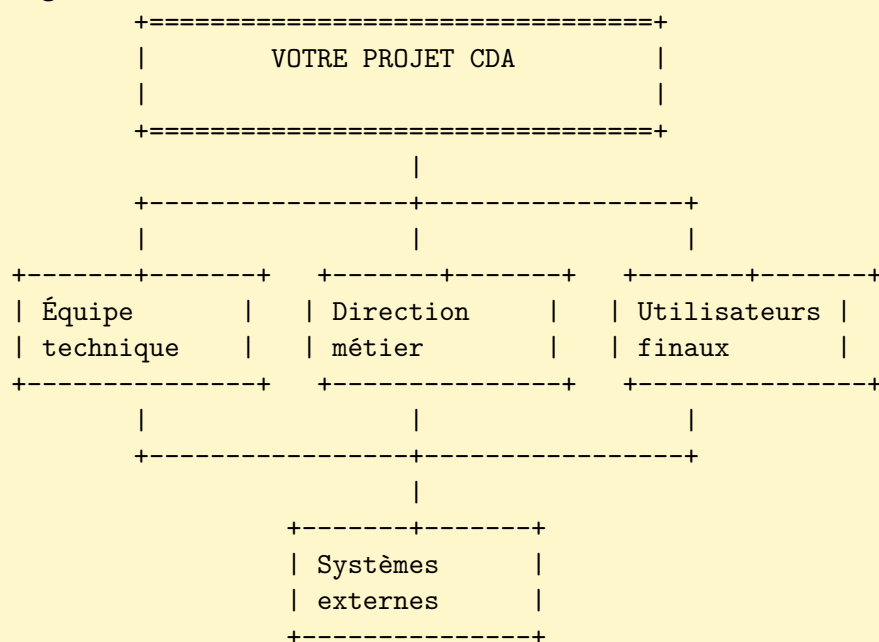 VOTRE PROJET CDA
Équipe
technique
Direction
métier
Utilisateurs
finaux
Systèmes
externes